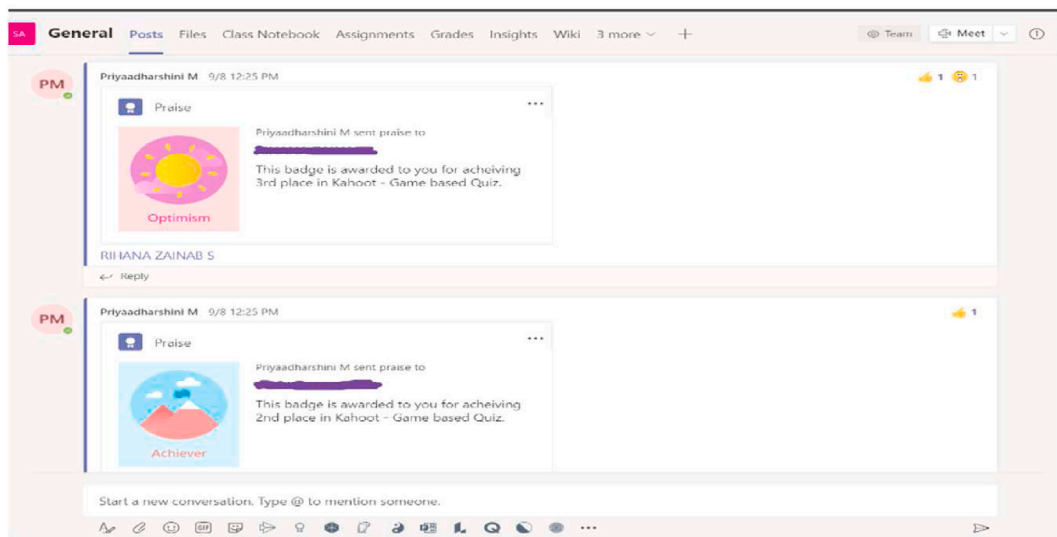 SA General Posts Files Class Notebook Assignments Grades Insights Wiki 3 more Team Meet
PM Priyaadharshini M 9/8 12:25 PM 1 1
Praise
Priyaadharshini M sent praise to
This badge is awarded to you for acheiving
3rd place in Kahoot - Game based Quiz.
Optimism
RIHANA ZAINAB S
Reply
PM Priyaadharshini M 9/8 12:25 PM 1
Praise
Priyaadharshini M sent praise to
This badge is awarded to you for acheiving
2nd place in Kahoot - Game based Quiz.
Achiever
Start a new conversation. Type @ to mention someone.
GIF